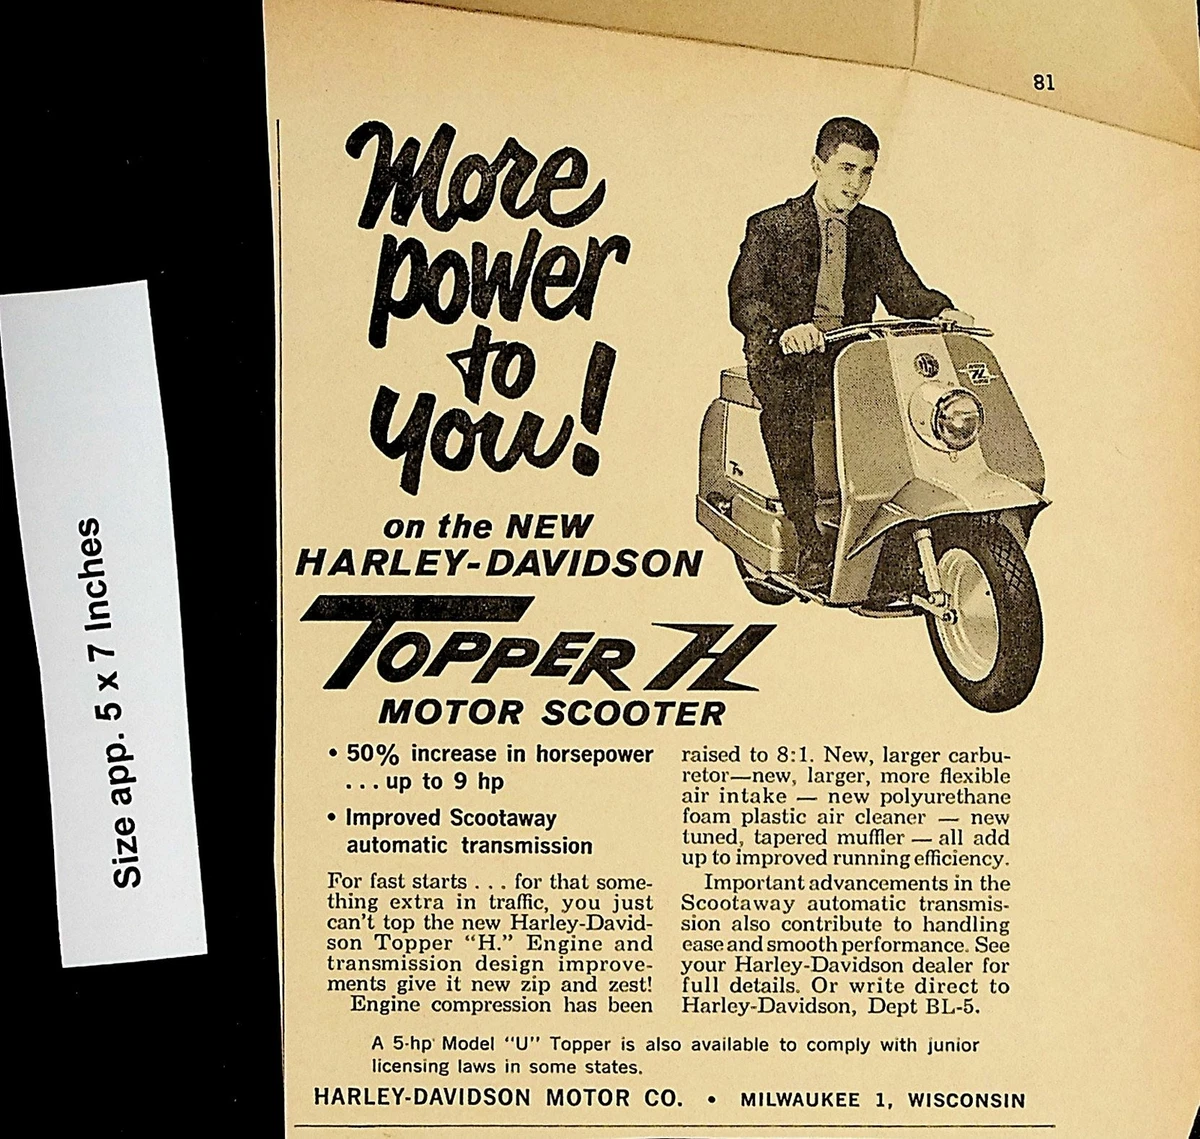 81
More
power
to
you!
on the NEW
HARLEY-DAVIDSON
TOPPER H
MOTOR SCOOTER
• 50% increase in horsepower
...up to 9 hp
• Improved Scootaway
automatic transmission
For fast starts . . . for that some-
thing extra in traffic, you just
can't top the new Harley-David-
son Topper “H.” Engine and
transmission design improve-
ments give it new zip and zest!
Engine compression has been
raised to 8:1. New, larger carbu-
retor—new, larger, more flexible
air intake — new polyurethane
foam plastic air cleaner — new
tuned, tapered muffler — all add
up to improved running efficiency.
Important advancements in the
Scootaway automatic transmis-
sion also contribute to handling
ease and smooth performance. See
your Harley-Davidson dealer for
full details. Or write direct to
Harley-Davidson, Dept BL-5.
A 5-hp Model “U” Topper is also available to comply with junior
licensing laws in some states.
HARLEY-DAVIDSON MOTOR CO. • MILWAUKEE 1, WISCONSIN
Size app. 5 x 7 Inches